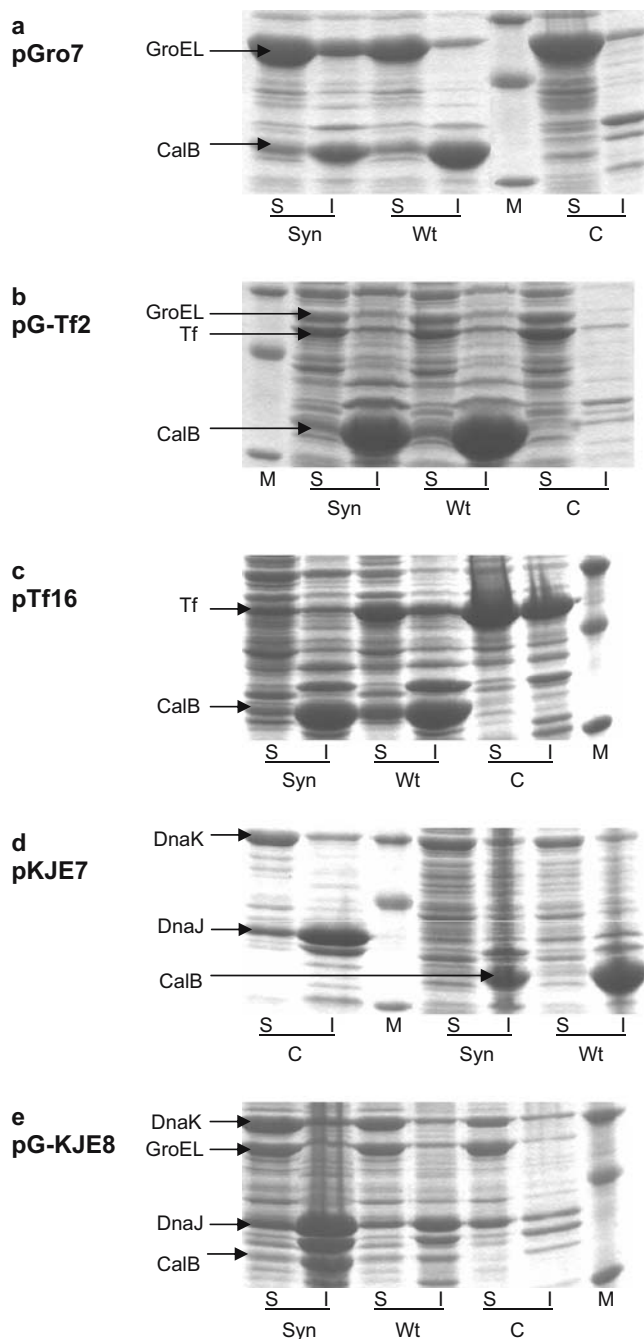 a
pGro7
GroEL
CalB
S I S I M S I
Syn Wt C
b
pG-Tf2
GroEL
Tf
CalB
M S I S I S I
Syn Wt C
c
pTf16
Tf
CalB
S I S I S I M
Syn Wt C
d
pKJE7
DnaK
DnaJ
CalB
S I M S I S I
C Syn Wt
e
pG-KJE8
DnaK
GroEL
DnaJ
CalB
S I S I S I M
Syn Wt C